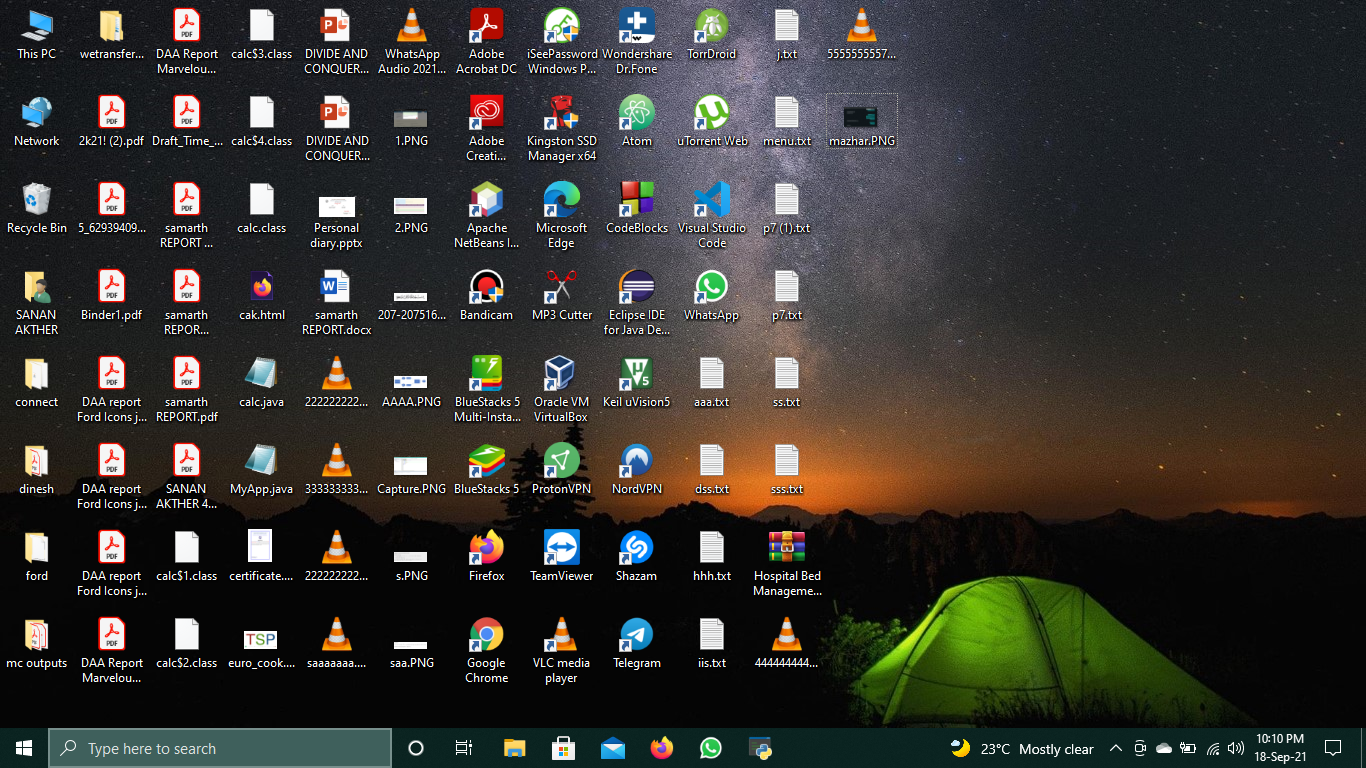 This PC
wetransfer...
DAA Report
Marvelou...
calc$3.class
DIVIDE AND
CONQUER...
WhatsApp
Audio 2021...
Adobe
Acrobat DC
iSeePassword
Windows P...
Wondershare
Dr.Fone
TorrDroid
j.txt
5555555557...
Network
2k21! (2).pdf
Draft_Time_...
calc$4.class
DIVIDE AND
CONQUER...
1.PNG
Adobe
Creati...
Kingston SSD
Manager x64
Atom
uTorrent Web
menu.txt
mazhar.PNG
Recycle Bin
5_62939409...
samarth
REPORT ...
calc.class
Personal
diary.pptx
2.PNG
Apache
NetBeans I...
Microsoft
Edge
CodeBlocks
Visual Studio
Code
p7 (1).txt
SANAN
AKTHER
Binder1.pdf
samarth
REPOR...
cak.html
samarth
REPORT.docx
207-207516...
Bandicam
MP3 Cutter
Eclipse IDE
for Java De...
WhatsApp
p7.txt
connect
DAA report
Ford Icons j...
samarth
REPORT.pdf
calc.java
222222222...
AAAA.PNG
BlueStacks 5
Multi-Insta...
Oracle VM
VirtualBox
Keil uVision5
aaa.txt
ss.txt
dinesh
DAA report
Ford Icons j...
SANAN
AKTHER 4...
MyApp.java
333333333...
Capture.PNG
BlueStacks 5
ProtonVPN
NordVPN
dss.txt
sss.txt
ford
DAA report
Ford Icons j...
calc$1.class
certificate....
222222222...
s.PNG
Firefox
TeamViewer
Shazam
hhh.txt
Hospital Bed
Manageme...
mc outputs
DAA Report
Marvelou...
calc$2.class
TSP
euro_cook....
saaaaaaa....
saa.PNG
Google
Chrome
VLC media
player
Telegram
iis.txt
444444444...
Type here to search
23°C Mostly clear
10:10 PM
18-Sep-21